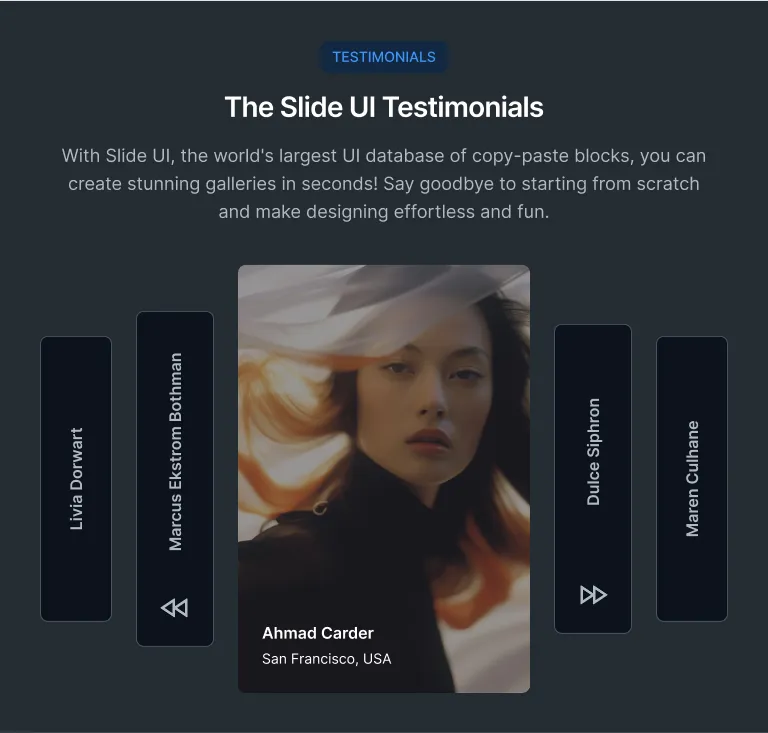 TESTIMONIALS
The Slide UI Testimonials
With Slide UI, the world's largest UI database of copy-paste blocks, you can
create stunning galleries in seconds! Say goodbye to starting from scratch
and make designing effortless and fun.
Livia Dorwart
Marcus Ekstrom Bothman
Ahmad Carder
San Francisco, USA
Dulce Siphron
Maren Culhane